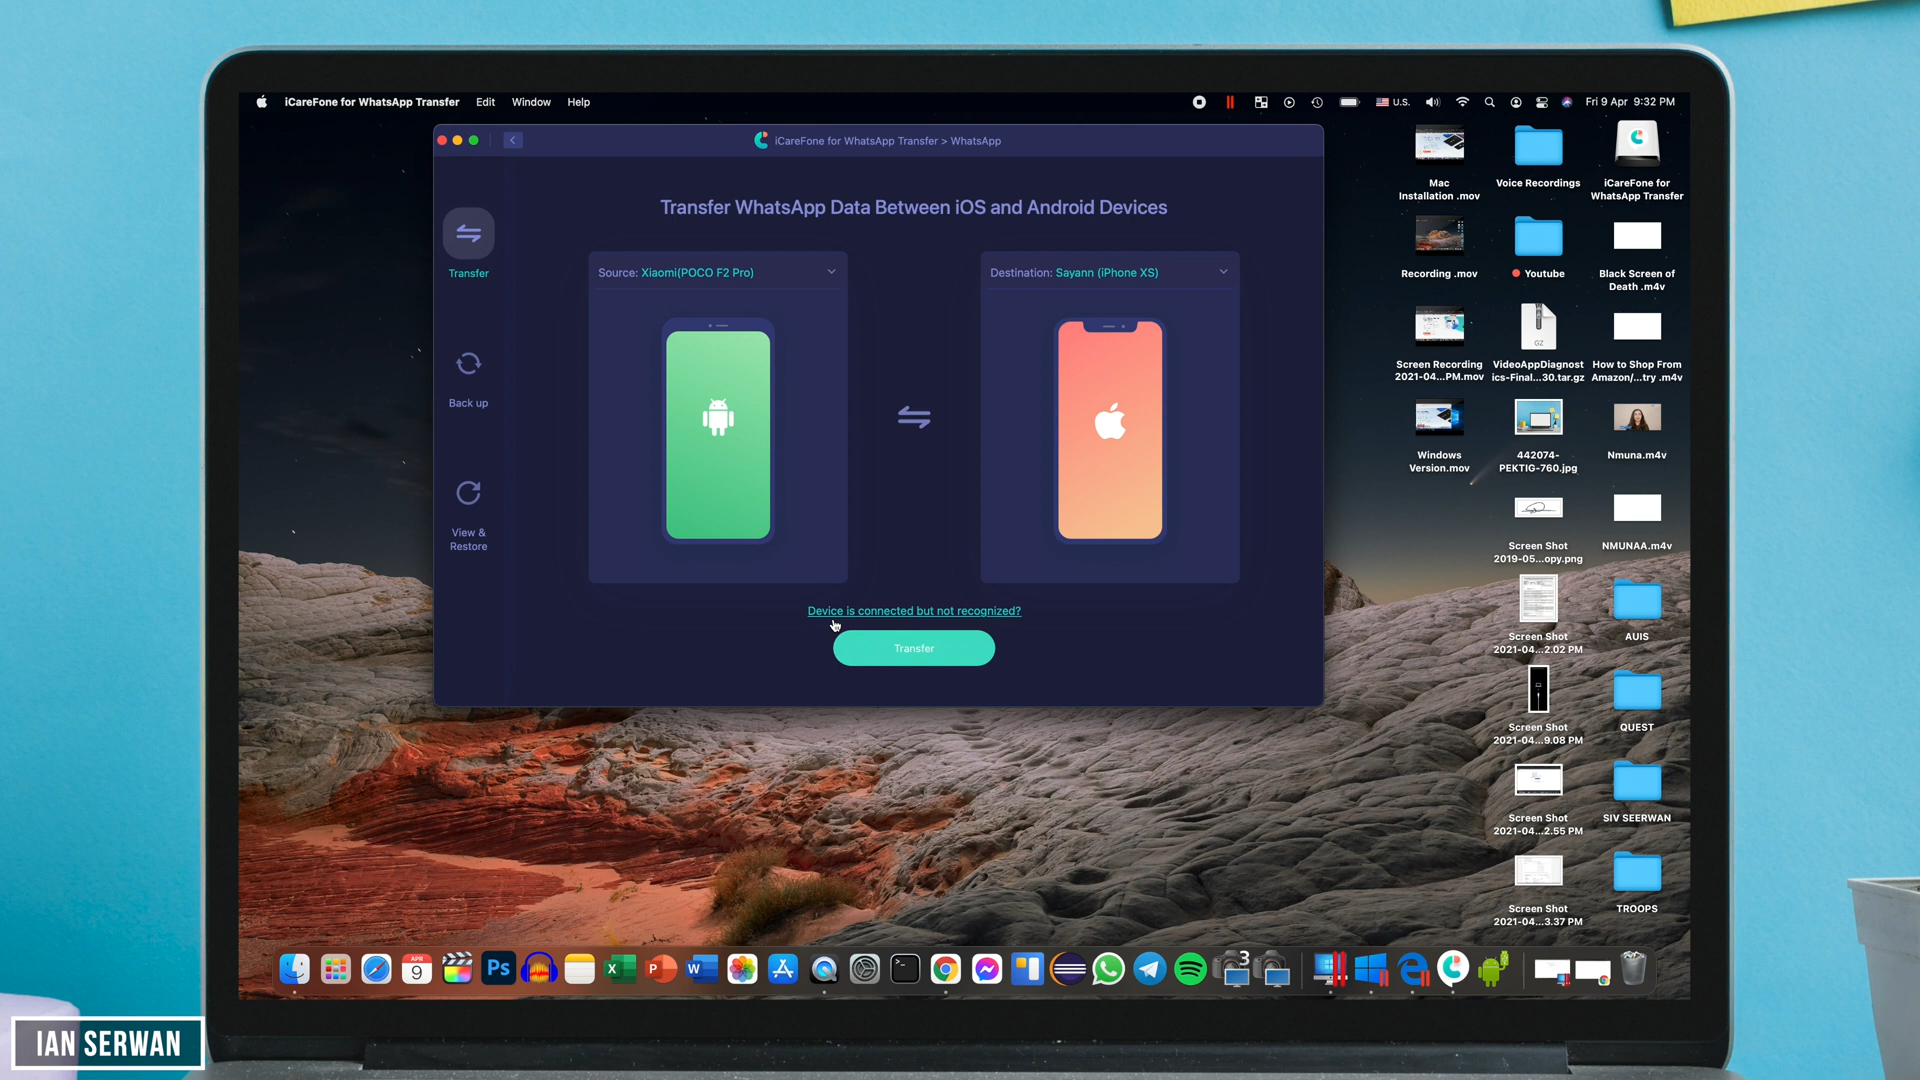 iCareFone for WhatsApp Transfer Edit Window Help
U.S. Fri 9 Apr 9:32 PM
iCareFone for WhatsApp Transfer > WhatsApp
Transfer WhatsApp Data Between iOS and Android Devices
Transfer
Back up
View &
Restore
Source: Xiaomi(POCO F2 Pro)
Destination: Sayann (iPhone XS)
Device is connected but not recognized?
Transfer
Mac
Installation .mov
Voice Recordings
iCareFone for
WhatsApp Transfer
Recording .mov
Youtube
Black Screen of
Death .m4v
Screen Recording
2021-04...PM.mov
GZ
VideoAppDiagnost
ics-Final...30.tar.gz
How to Shop From
Amazon/...try .m4v
Windows
Version.mov
442074-
PEKTIG-760.jpg
Nmuna.m4v
Screen Shot
2019-05...opy.png
NMUNAA.m4v
Screen Shot
2021-04...2.02 PM
AUIS
Screen Shot
2021-04...9.08 PM
QUEST
Screen Shot
2021-04...2.55 PM
SIV SEERWAN
Screen Shot
2021-04...3.37 PM
TROOPS
APR
9
Ps
X
P
W
3
IAN SERWAN